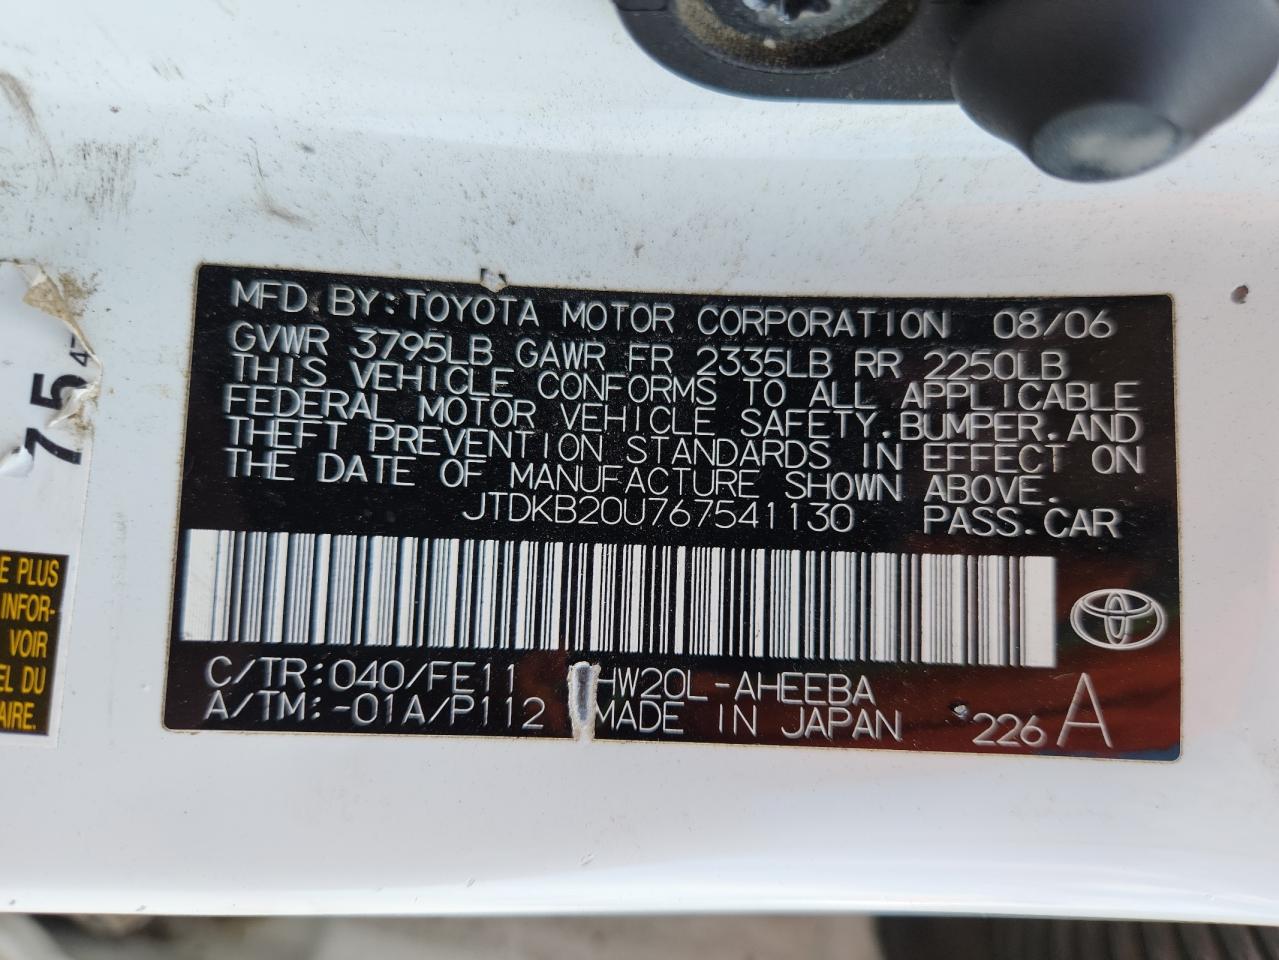 MFD BY:TOYOTA MOTOR CORPORATION 08/06
GVWR 3795LB GAWR FR 2335LB RR 2250LB
THIS VEHICLE CONFORMS TO ALL APPLICABLE
FEDERAL MOTOR VEHICLE SAFETY.BUMPER.AND
THEFT PREVENTION STANDARDS IN EFFECT ON
THE DATE OF MANUFACTURE SHOWN ABOVE.
JTDKB20U767541130 PASS.CAR
C/TR:040/FE11 HW20L-AHEEBA
A/TM:-01A/P112 MADE IN JAPAN 226 A
754
E PLUS
INFOR-
VOIR
EL DU
AIRE.